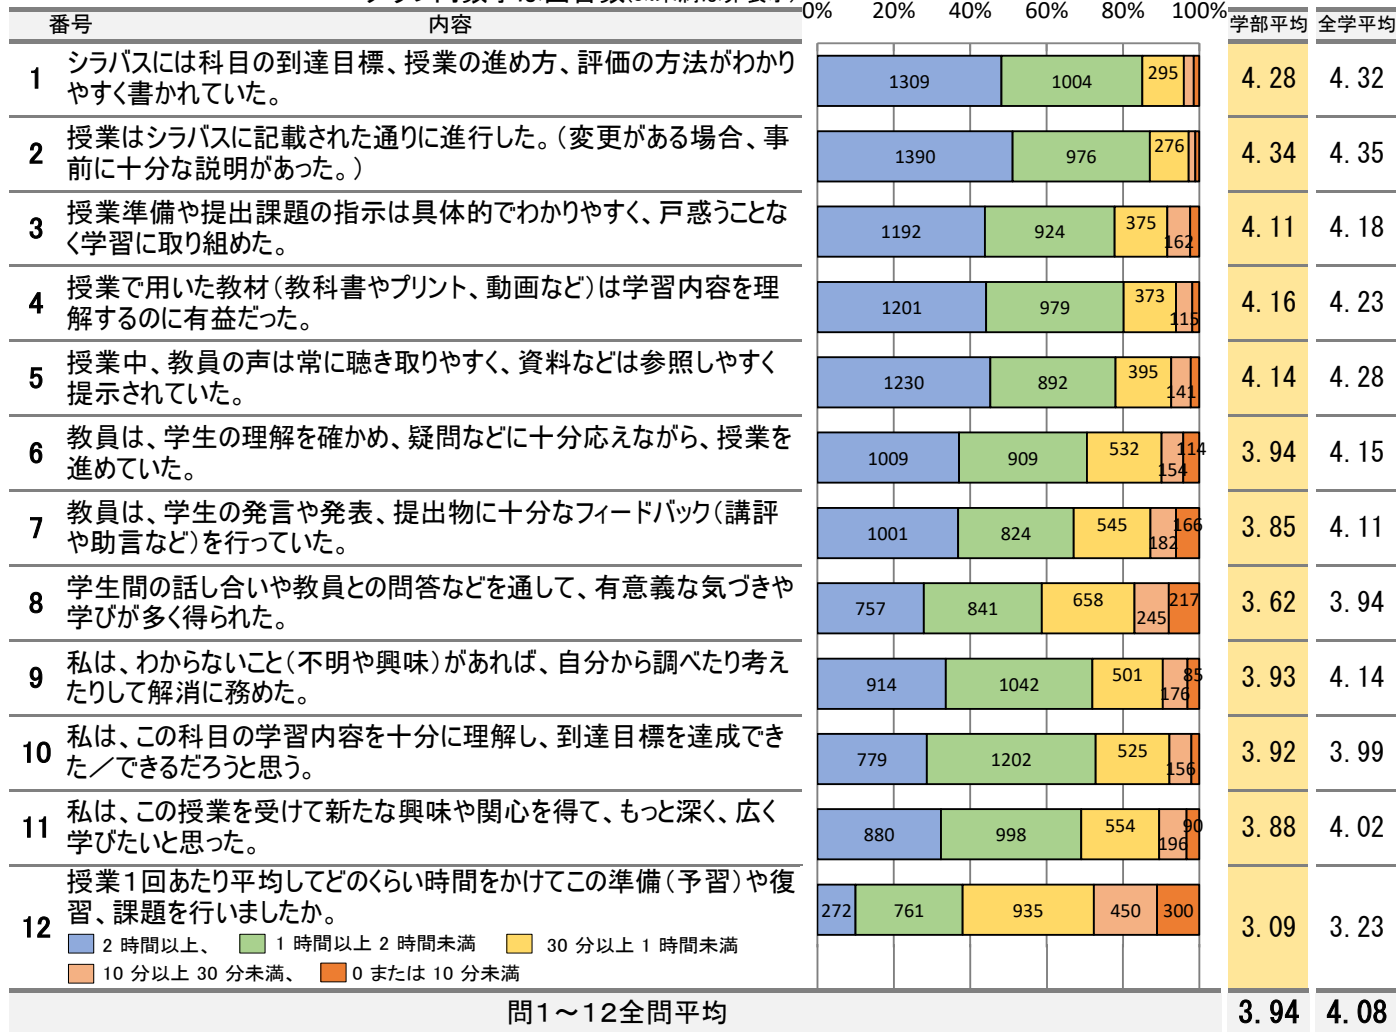 0% 20% 40% 60% 80% 100%
番号 内容 学部平均 全学平均
1 シラバスには科目の到達目標、授業の進め方、評価の方法がわかり
やすく書かれていた。
1309 1004 295 4.28 4.32
2 授業はシラバスに記載された通りに進行した。(変更がある場合、事
前に十分な説明があった。)
1390 976 276 4.34 4.35
3 授業準備や提出課題の指示は具体的でわかりやすく、戸惑うことな
く学習に取り組めた。
1192 924 375 162 4.11 4.18
4 授業で用いた教材(教科書やプリント、動画など)は学習内容を理
解するのに有益だった。
1201 979 373 115 4.16 4.23
5 授業中、教員の声は常に聴き取りやすく、資料などは参照しやすく
提示されていた。
1230 892 395 141 4.14 4.28
6 教員は、学生の理解を確かめ、疑問などに十分応えながら、授業を
進めていた。
1009 909 532 154 114 3.94 4.15
7 教員は、学生の発言や発表、提出物に十分なフィードバック(講評
や助言など)を行っていた。
1001 824 545 182 166 3.85 4.11
8 学生間の話し合いや教員との問答などを通して、有意義な気づきや
学びが多く得られた。
757 841 658 245 217 3.62 3.94
9 私は、わからないこと(不明や興味)があれば、自分から調べたり考え
たりして解消に務めた。
914 1042 501 176 85 3.93 4.14
10 私は、この科目の学習内容を十分に理解し、到達目標を達成でき
た／できるだろうと思う。
779 1202 525 156 3.92 3.99
11 私は、この授業を受けて新たな興味や関心を得て、もっと深く、広く
学びたいと思った。
880 998 554 196 90 3.88 4.02
12 授業1回あたり平均してどのくらい時間をかけてこの準備(予習)や復
習、課題を行いましたか。
2 時間以上、 1 時間以上 2 時間未満 30 分以上 1 時間未満
10 分以上 30 分未満、 0 または 10 分未満
272 761 935 450 300 3.09 3.23
問1～12全問平均 3.94 4.08